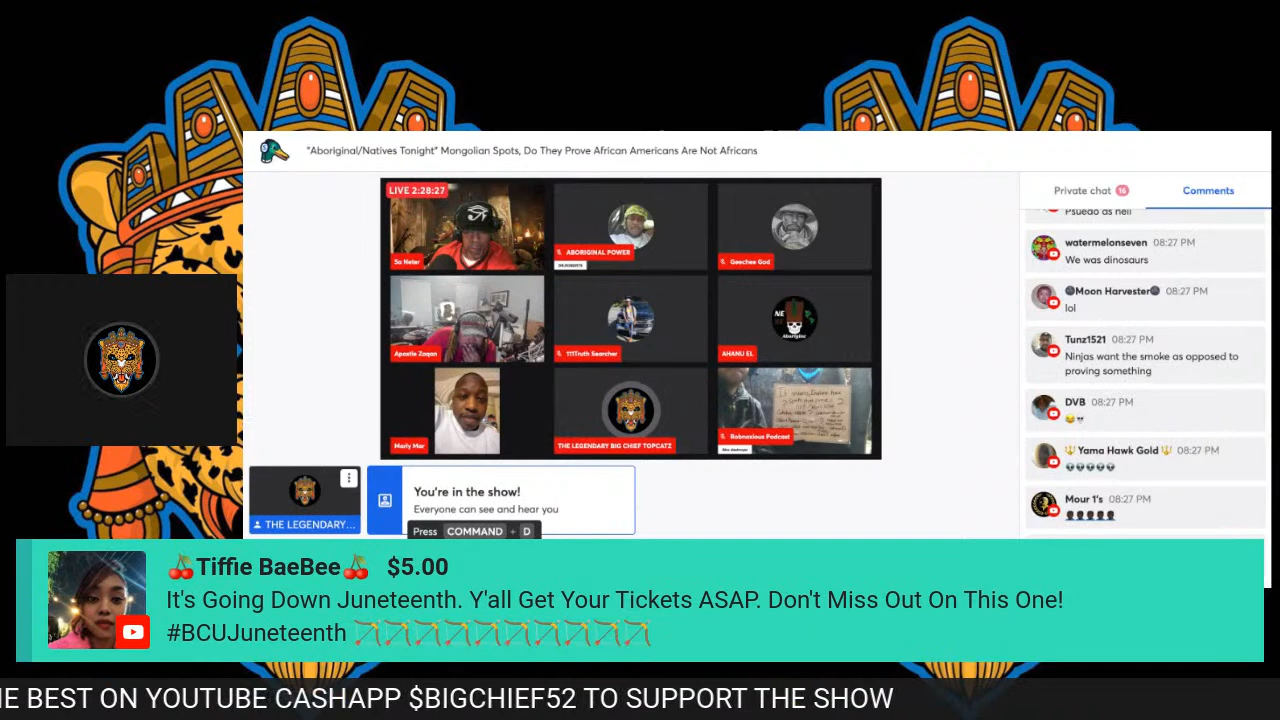 "Aboriginal/Natives Tonight" Mongolian Spots, Do They Prove African Americans Are Not Africans
LIVE 2:28:27
Sa Neter
ABORIGINAL POWER
Geechee God
Apostle Zaqan
111Truth Searcher
AHANU EL
Marly Mar
THE LEGENDARY BIG CHIEF TOPCATZ
Robnoxious Podcast
Private chat 16
Comments
Psuedo as hell
watermelonseven 08:27 PM
We was dinosaurs
🌚Moon Harvester🌚 08:27 PM
lol
Tunz1521 08:27 PM
Ninjas want the smoke as opposed to
proving something
DVB 08:27 PM
😂💀
🔱 Yama Hawk Gold 🔱 08:27 PM
👽👽👽👽👽
Mour 1's 08:27 PM
THE LEGENDARY...
You're in the show!
Everyone can see and hear you
Press COMMAND + D
🍒Tiffie BaeBee🍒 $5.00
It's Going Down Juneteenth. Y'all Get Your Tickets ASAP. Don't Miss Out On This One!
#BCUJuneteenth 🏹🏹🏹🏹🏹🏹🏹🏹🏹🏹
HE BEST ON YOUTUBE CASHAPP $BIGCHIEF52 TO SUPPORT THE SHOW